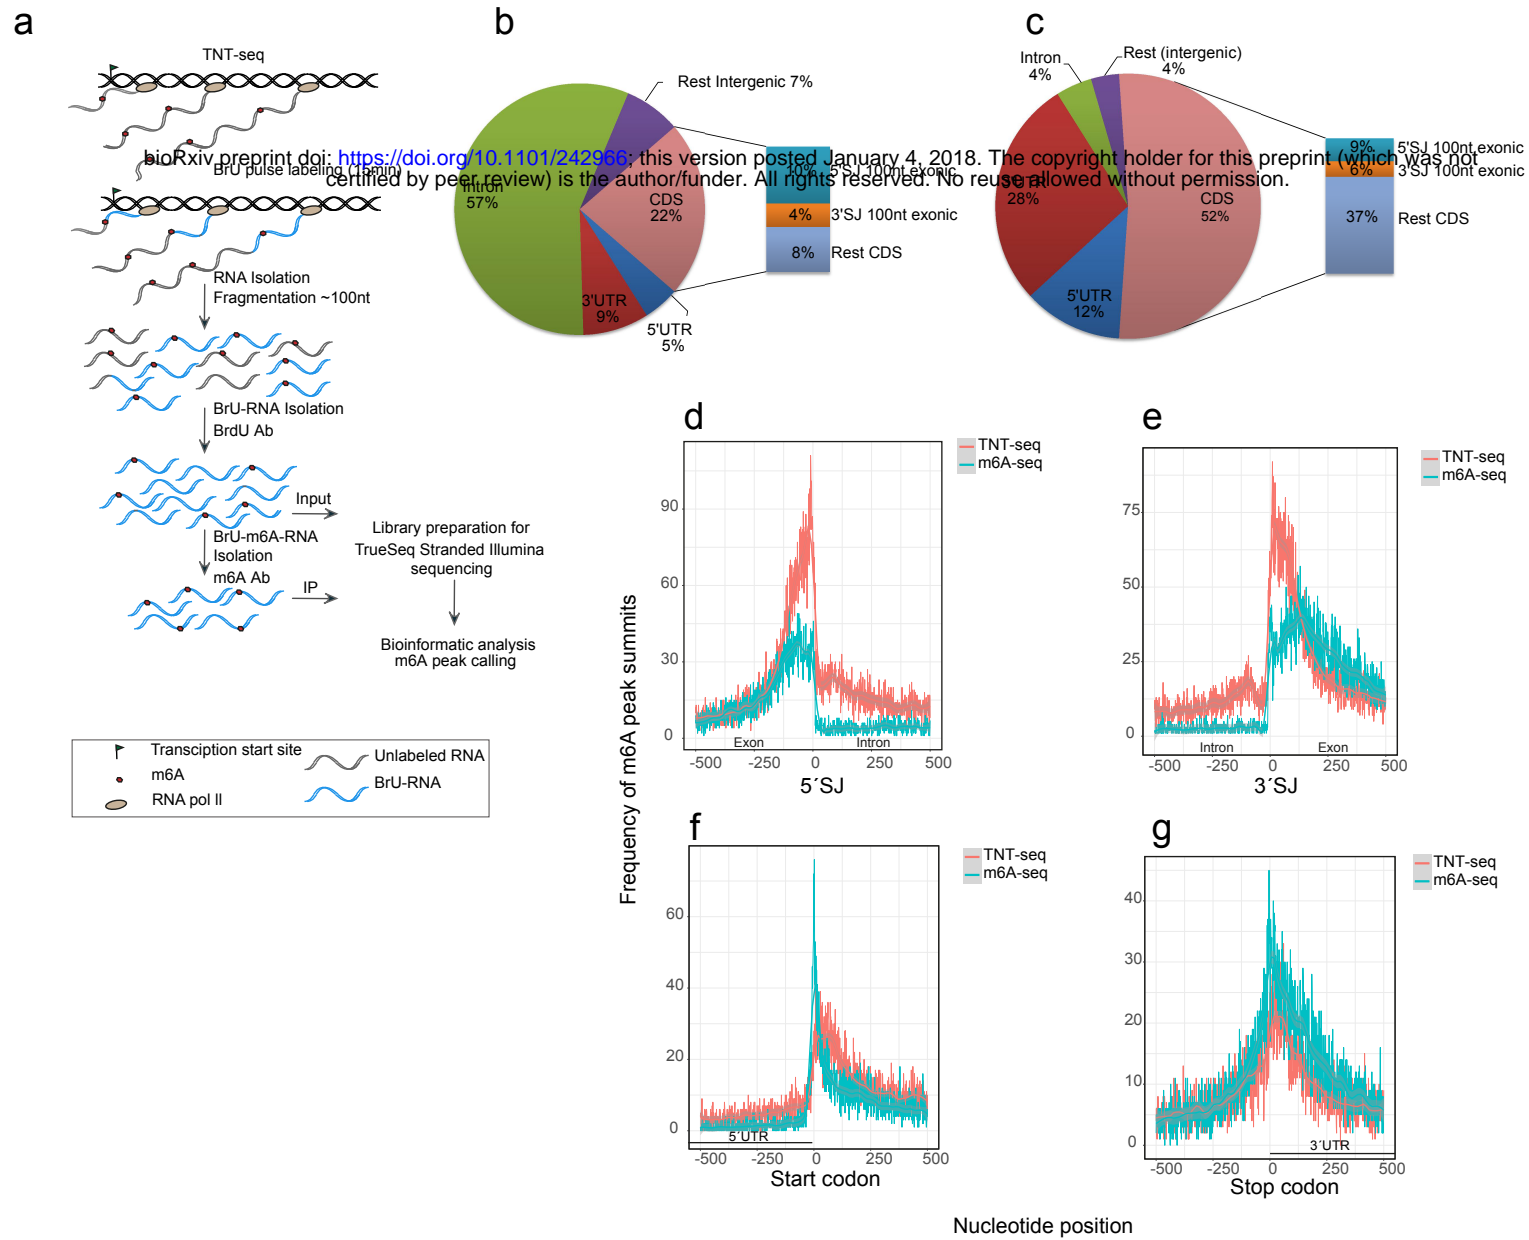 a
TNT-seq
BrU pulse labeling (15min)
RNA Isolation
Fragmentation ~100nt
BrU-RNA Isolation
BrdU Ab
Input
BrU-m6A-RNA
Isolation
m6A Ab
IP
Library preparation for
TrueSeq Stranded Illumina
sequencing
Bioinformatic analysis
m6A peak calling
Transciption start site
m6A
RNA pol II
Unlabeled RNA
BrU-RNA
bioRxiv preprint doi: https://doi.org/10.1101/242966; this version posted January 4, 2018. The copyright holder for this preprint (which was not
certified by peer review) is the author/funder. All rights reserved. No reuse allowed without permission.
b
Rest Intergenic 7%
Intron
57%
CDS
22%
3'UTR
9%
5'UTR
5%
10% 5'SJ 100nt exonic
4% 3'SJ 100nt exonic
8% Rest CDS
c
Intron
4%
Rest (intergenic)
4%
3'UTR
28%
CDS
52%
5'UTR
12%
9% 5'SJ 100nt exonic
6% 3'SJ 100nt exonic
37% Rest CDS
Frequency of m6A peak summits
d
TNT-seq
m6A-seq
90
60
30
0
Exon Intron
-500 -250 0 250 500
5´SJ
e
TNT-seq
m6A-seq
75
50
25
0
Intron Exon
-500 -250 0 250 500
3´SJ
f
TNT-seq
m6A-seq
60
40
20
0
5´UTR
-500 -250 0 250 500
Start codon
g
TNT-seq
m6A-seq
40
30
20
10
0
3´UTR
-500 -250 0 250 500
Stop codon
Nucleotide position